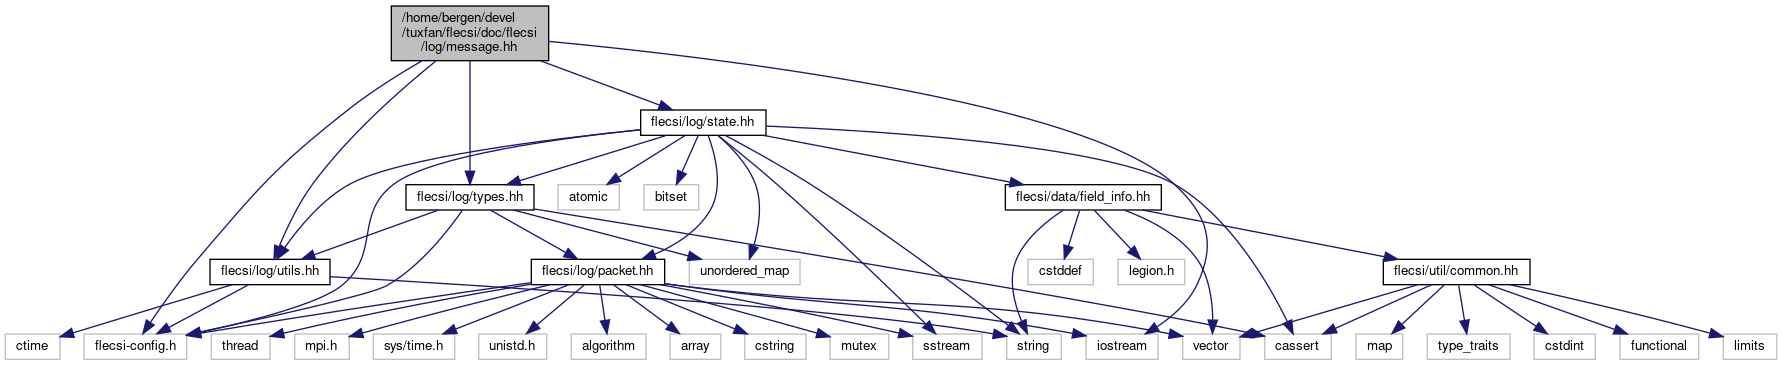 /home/bergen/devel
/tuxfan/flecsi/doc/flecsi
/log/message.hh
flecsi/log/state.hh
flecsi/log/types.hh
atomic
bitset
flecsi/data/field_info.hh
flecsi/log/utils.hh
flecsi/log/packet.hh
unordered_map
cstddef
legion.h
flecsi/util/common.hh
ctime
flecsi-config.h
thread
mpi.h
sys/time.h
unistd.h
algorithm
array
cstring
mutex
sstream
string
iostream
vector
cassert
map
type_traits
cstdint
functional
limits